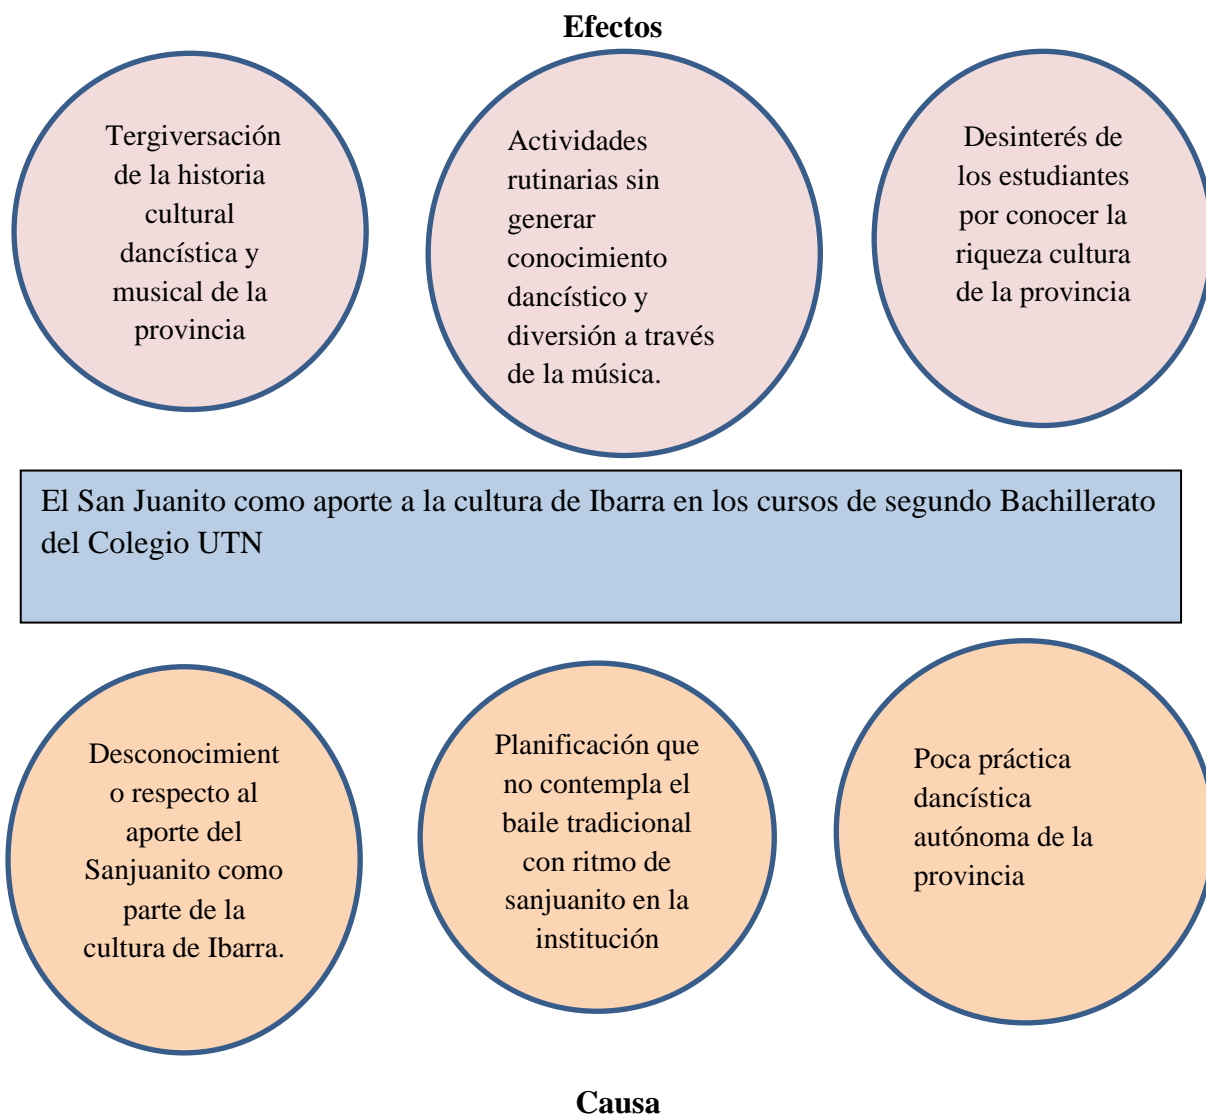 Efectos
Tergiversación
de la historia
cultural
dancística y
musical de la
provincia
Actividades
rutinarias sin
generar
conocimiento
dancístico y
diversión a través
de la música.
Desinterés de
los estudiantes
por conocer la
riqueza cultura
de la provincia
El San Juanito como aporte a la cultura de Ibarra en los cursos de segundo Bachillerato
del Colegio UTN
Desconocimient
o respecto al
aporte del
Sanjuanito como
parte de la
cultura de Ibarra.
Planificación que
no contempla el
baile tradicional
con ritmo de
sanjuanito en la
institución
Poca práctica
dancística
autónoma de la
provincia
Causa